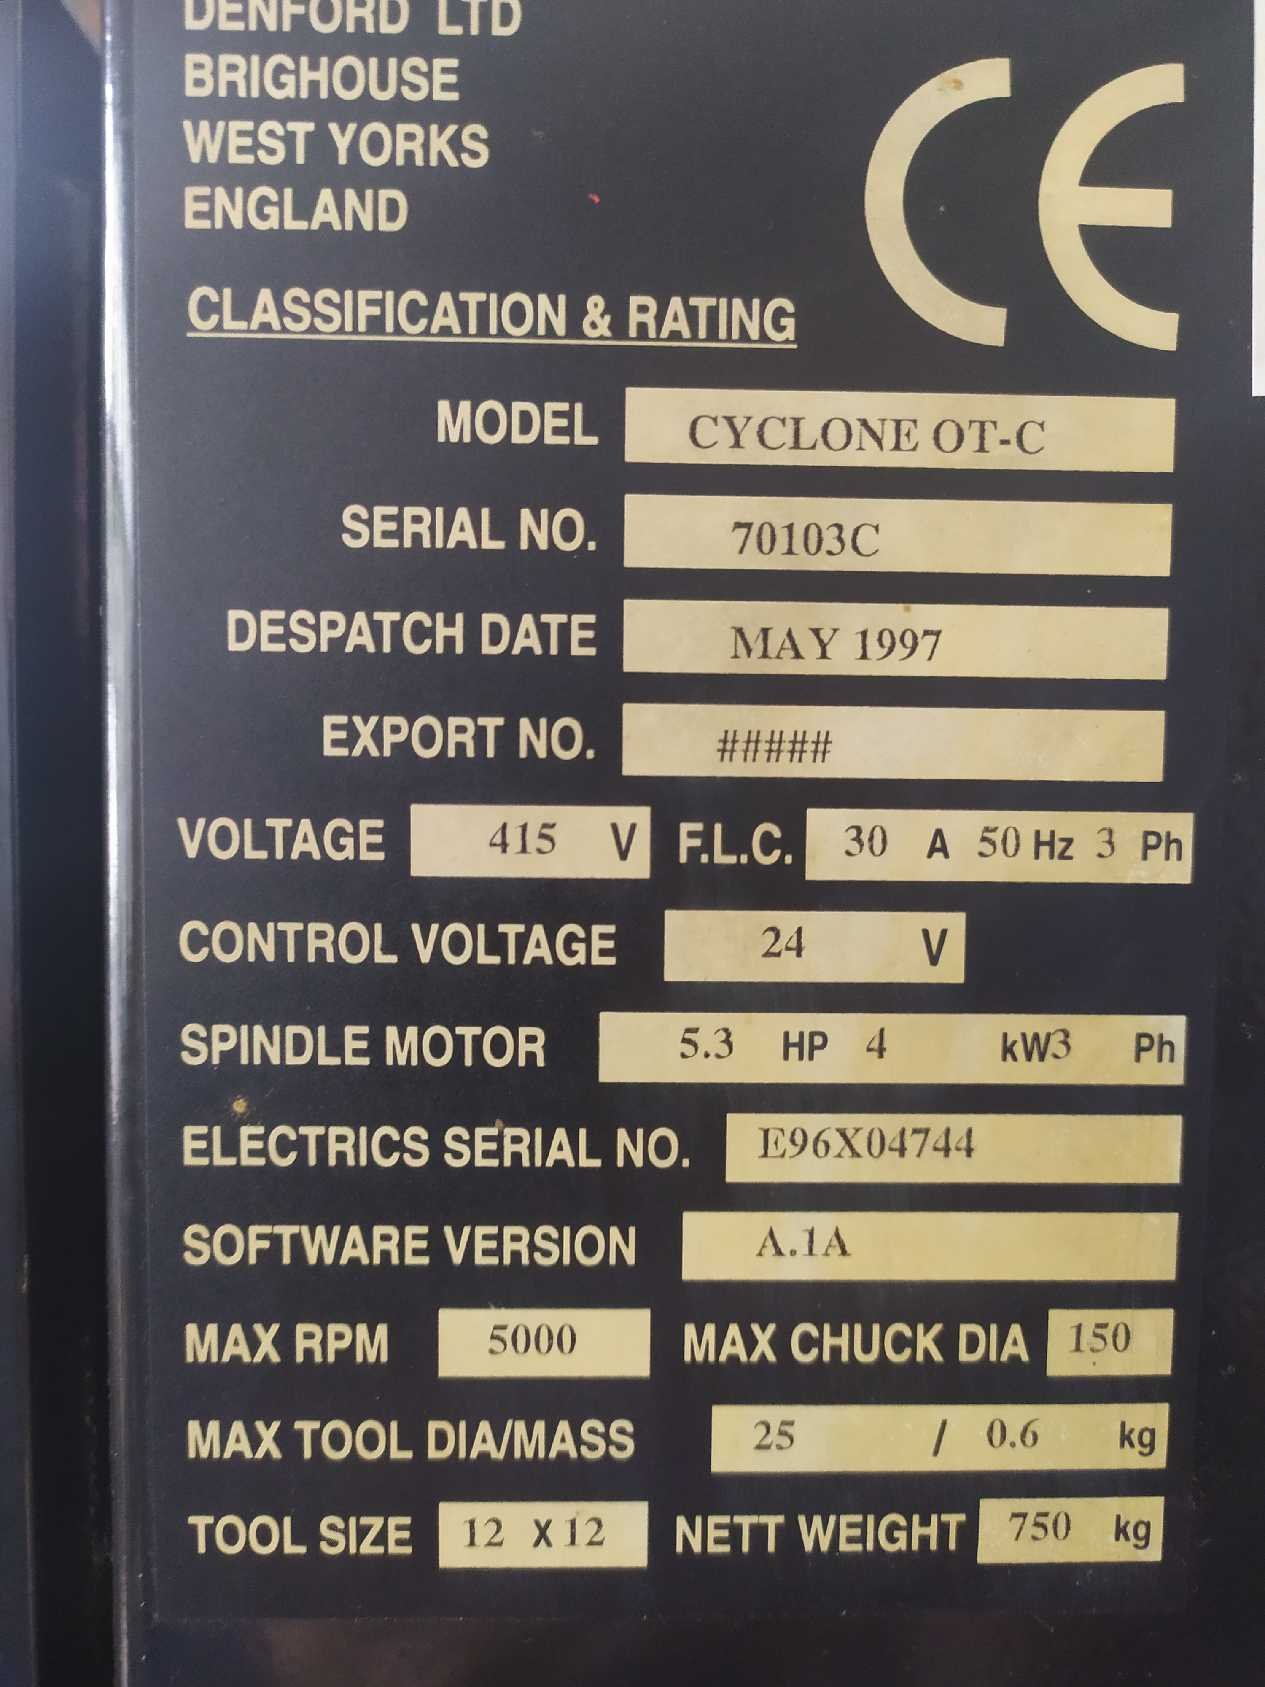 DENFORD LTD
BRIGHOUSE
WEST YORKS
ENGLAND
CE
CLASSIFICATION & RATING
MODEL CYCLONE OT-C
SERIAL NO. 70103C
DESPATCH DATE MAY 1997
EXPORT NO. #####
VOLTAGE 415 V F.L.C. 30 A 50 Hz 3 Ph
CONTROL VOLTAGE 24 V
SPINDLE MOTOR 5.3 HP 4 kW3 Ph
ELECTRICS SERIAL NO. E96X04744
SOFTWARE VERSION A.1A
MAX RPM 5000 MAX CHUCK DIA 150
MAX TOOL DIA/MASS 25 / 0.6 kg
TOOL SIZE 12 X 12 NETT WEIGHT 750 kg